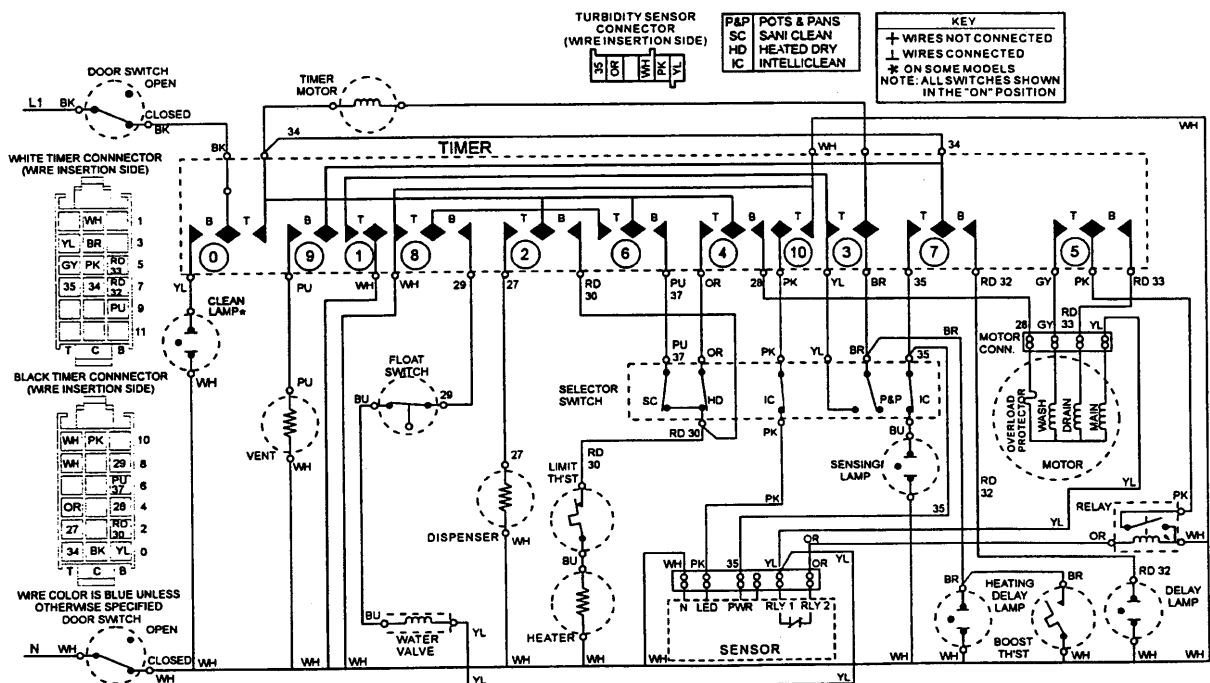 TURBIDITY SENSOR
CONNECTOR
(WIRE INSERTION SIDE)
35 OR WH PK YL
P&P POTS & PANS
SC SANI CLEAN
HD HEATED DRY
IC INTELLICLEAN
KEY
WIRES NOT CONNECTED
WIRES CONNECTED
* ON SOME MODELS
NOTE: ALL SWITCHES SHOWN
IN THE "ON" POSITION
DOOR SWITCH
OPEN
L1 BK
CLOSED
BK
TIMER
MOTOR
34
BK
TIMER
WH
34
WH
WHITE TIMER CONNNECTOR
(WIRE INSERTION SIDE)
WH 1
YL BR 3
GY PK RD 33 5
35 34 RD 32 7
PU 9
11
T C B
B T B T T B T B T B T T B T B
0 9 1 8 2 6 4 10 3 7 5
YL PU WH WH 29 27 RD 30 PU 37 OR 28 PK YL BR 35 RD 32 GY PK RD 33
CLEAN
LAMP*
WH
BLACK TIMER CONNNECTOR
(WIRE INSERTION SIDE)
WH PK 10
WH 29 8
PU 37 6
OR 28 4
27 RD 30 2
34 BK YL 0
T C B
WIRE COLOR IS BLUE UNLESS
OTHERWISE SPECIFIED
DOOR SWITCH
OPEN
N WH
CLOSED
WH
PU
VENT
WH
FLOAT
SWITCH
BU
29
27
DISPENSER
WH
SELECTOR
SWITCH
PU
37
OR
PK
YL
BR
35
BR
SC
HD
IC
P&P
IC
RD 30
PK
BU
LIMIT
TH'ST
RD
30
BU
HEATER
SENSING
LAMP
PK
35
RD
32
MOTOR
CONN.
28 GY RD 33 YL
OVERLOAD
PROTECTOR
WASH
DRAIN
MAIN
MOTOR
YL
YL
RELAY
PK
OR
OR
WH
BU
WATER
VALVE
YL
WH PK 35 YL OR
N LED PWR RLY 1 RLY 2
SENSOR
BR
HEATING
DELAY
LAMP
BR
BOOST
TH'ST
RD 32
DELAY
LAMP
WH WH WH WH WH WH WH WH WH WH
YL
YL